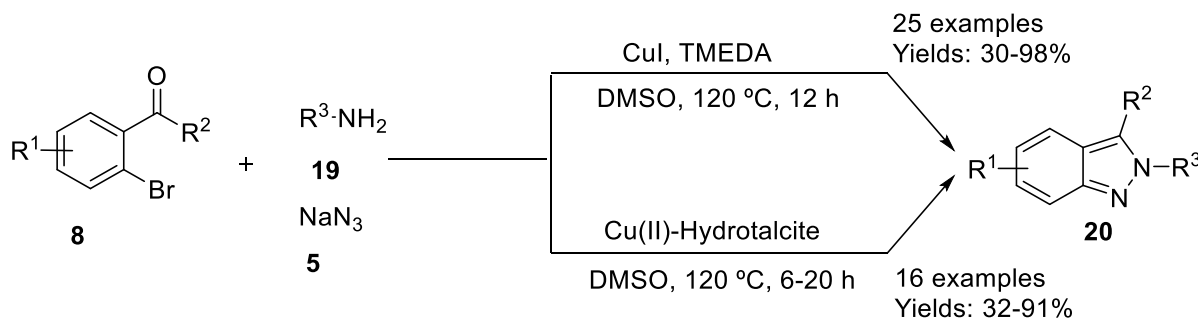 R1
O
R2
Br
8
+
R3-NH2
19
NaN3
5
CuI, TMEDA
DMSO, 120 ºC, 12 h
25 examples
Yields: 30-98%
Cu(II)-Hydrotalcite
DMSO, 120 ºC, 6-20 h
16 examples
Yields: 32-91%
R1
R2
N
R3
N
20